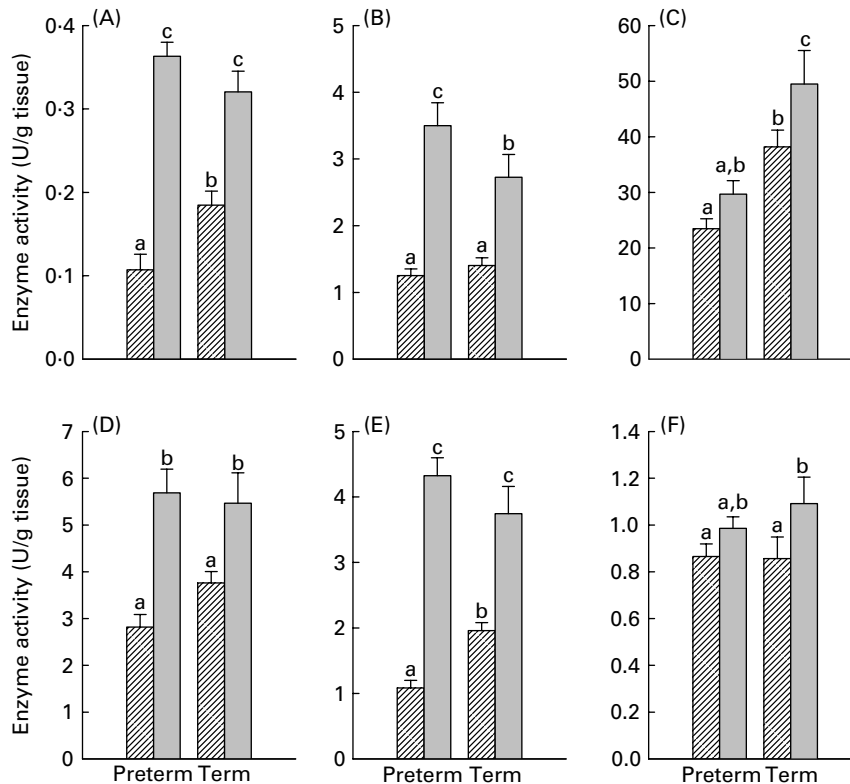 (A)
Enzyme activity (U/g tissue)
0·4
0·3
0·2
0·1
0·0
a
c
b
c
(B)
5
4
3
2
1
0
a
c
a
b
(C)
60
50
40
30
20
10
0
a
a,b
b
c
(D)
Enzyme activity (U/g tissue)
7
6
5
4
3
2
1
0
a
b
a
b
Preterm Term
(E)
5
4
3
2
1
0
a
c
b
c
Preterm Term
(F)
1.4
1.2
1.0
0.8
0.6
0.4
0.2
0.0
a
a,b
a
b
Preterm Term